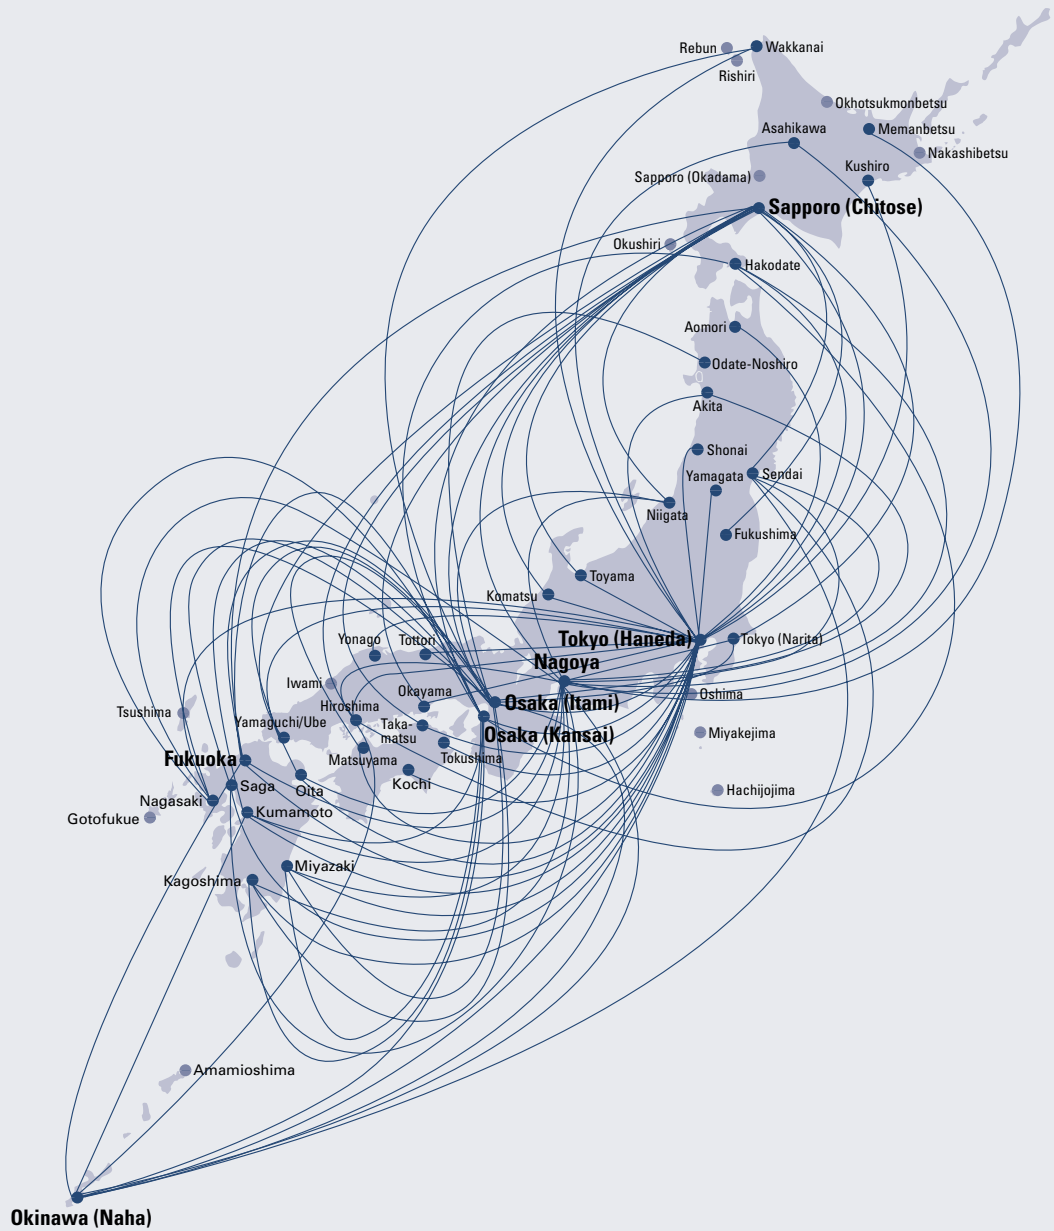 Rebun
Wakkanai
Rishiri
Okhotsukmonbetsu
Asahikawa
Memanbetsu
Nakashibetsu
Kushiro
Sapporo (Okadama)
Sapporo (Chitose)
Okushiri
Hakodate
Aomori
Odate-Noshiro
Akita
Shonai
Yamagata
Sendai
Niigata
Fukushima
Toyama
Komatsu
Tokyo (Haneda)
Tokyo (Narita)
Yonago
Tottori
Nagoya
Iwami
Okayama
Osaka (Itami)
Oshima
Tsushima
Hiroshima
Yamaguchi/Ube
Taka-
matsu
Osaka (Kansai)
Miyakejima
Fukuoka
Matsuyama
Tokushima
Saga
Oita
Kochi
Hachijojima
Nagasaki
Kumamoto
Gotofukue
Miyazaki
Kagoshima
Amamioshima
Okinawa (Naha)